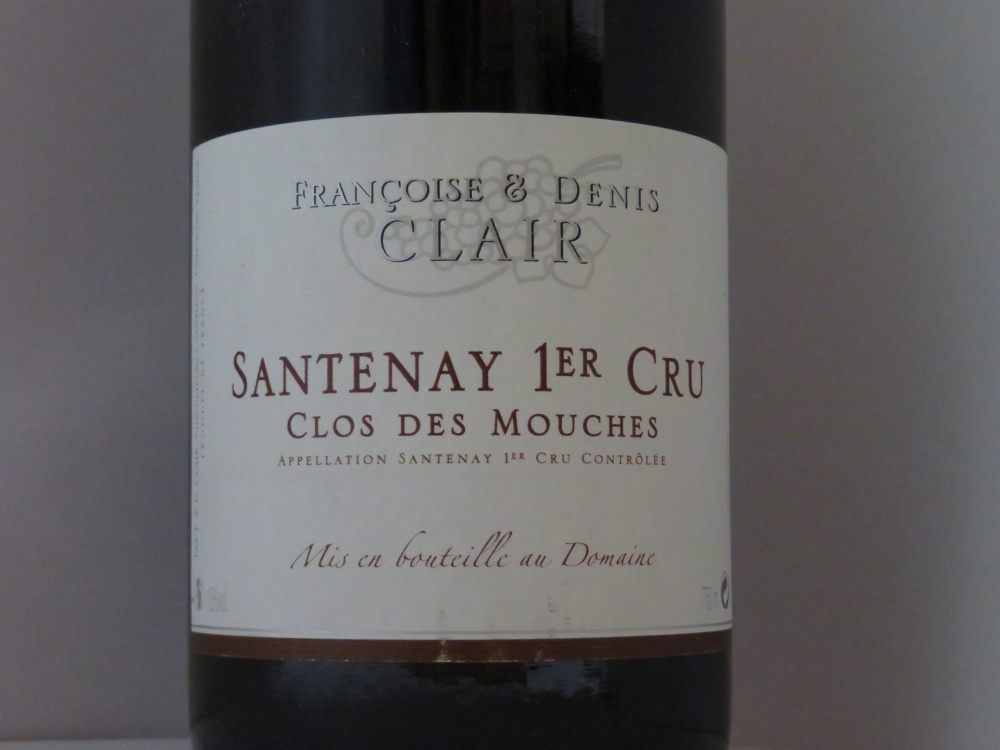 FRANÇOISE & DENIS
CLAIR
SANTENAY 1ER CRU
CLOS DES MOUCHES
APPELLATION SANTENAY 1ER CRU CONTRÔLÉE
Mis en bouteille au Domaine